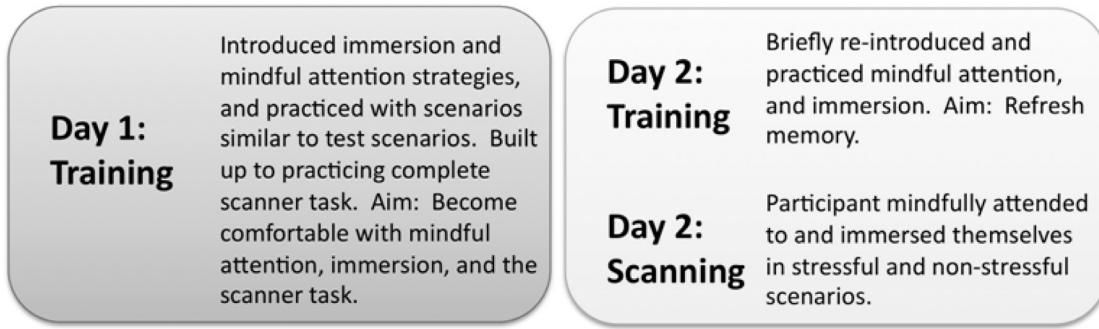 Day 1:
Training
Introduced immersion and
mindful attention strategies,
and practiced with scenarios
similar to test scenarios.  Built
up to practicing complete
scanner task.  Aim:  Become
comfortable with mindful
attention, immersion, and the
scanner task.
Day 2:
Training
Briefly re-introduced and
practiced mindful attention,
and immersion.  Aim:  Refresh
memory.
Day 2:
Scanning
Participant mindfully attended
to and immersed themselves
in stressful and non-stressful
scenarios.